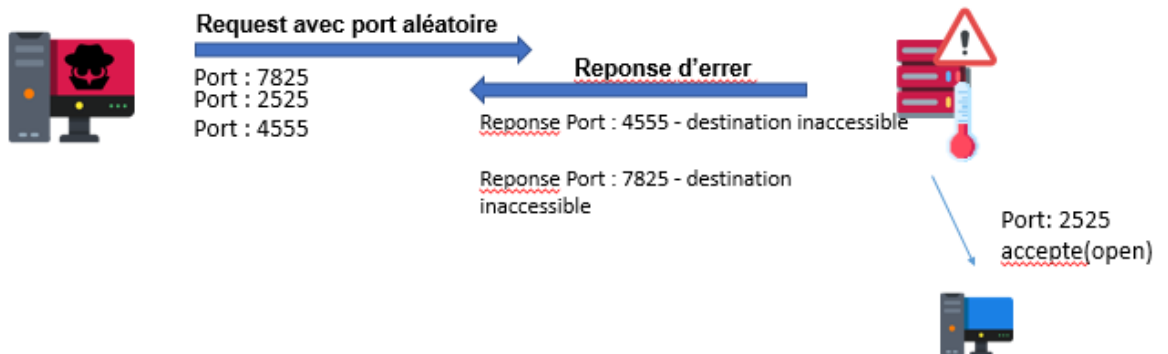 Request avec port aléatoire
Port : 7825
Port : 2525
Port : 4555
Reponse d'errer
Reponse Port : 4555 - destination inaccessible
Reponse Port : 7825 - destination
inaccessible
Port: 2525
accepte(open)